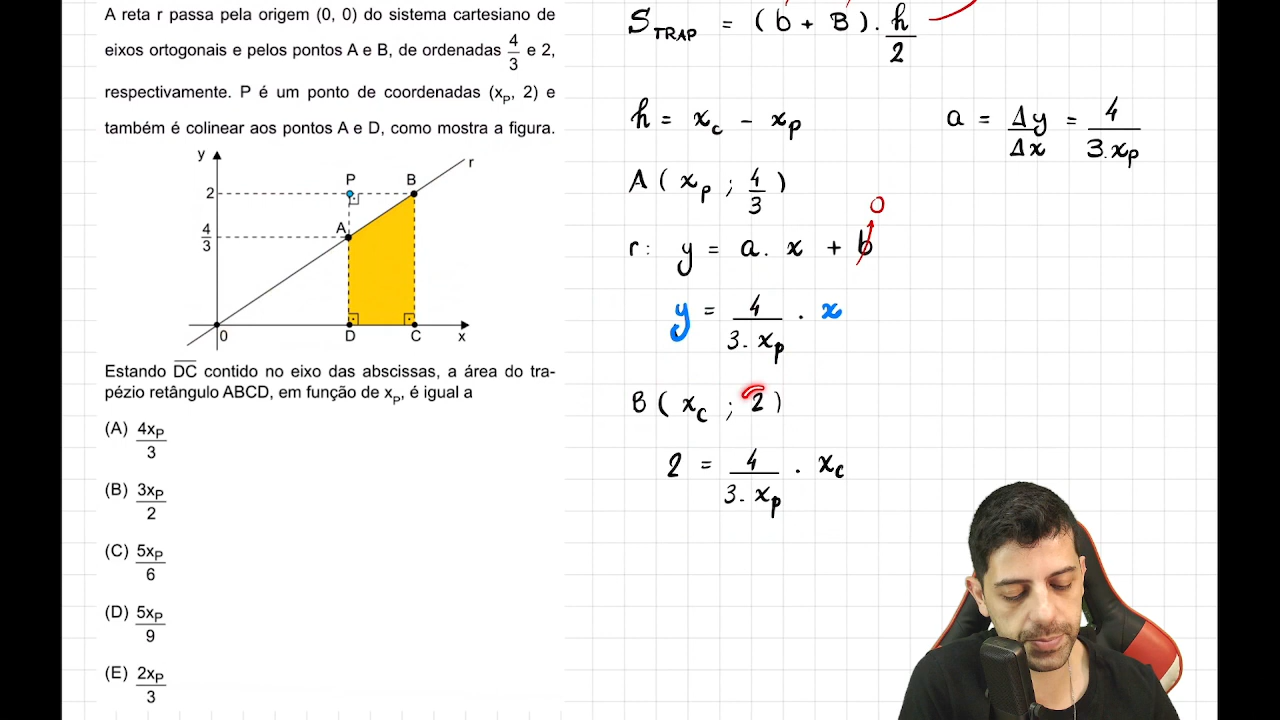 A reta r passa pela origem (0, 0) do sistema cartesiano de
eixos ortogonais e pelos pontos A e B, de ordenadas 4/3 e 2,
respectivamente. P é um ponto de coordenadas (xP, 2) e
também é colinear aos pontos A e D, como mostra a figura.
y
r
P
B
2
A
4/3
0
D
C
x
Estando DC contido no eixo das abscissas, a área do tra-
pézio retângulo ABCD, em função de xP, é igual a
(A) 4xP/3
(B) 3xP/2
(C) 5xP/6
(D) 5xP/9
(E) 2xP/3
S TRAP = (b + B) . h/2
h = xc - xp
a = Δy/Δx = 4/3.xp
A ( xp ; 4/3 )
0
r: y = a. x + b
y = 4/3.xp . x
B ( xc ; 2 )
2 = 4/3.xp . xc